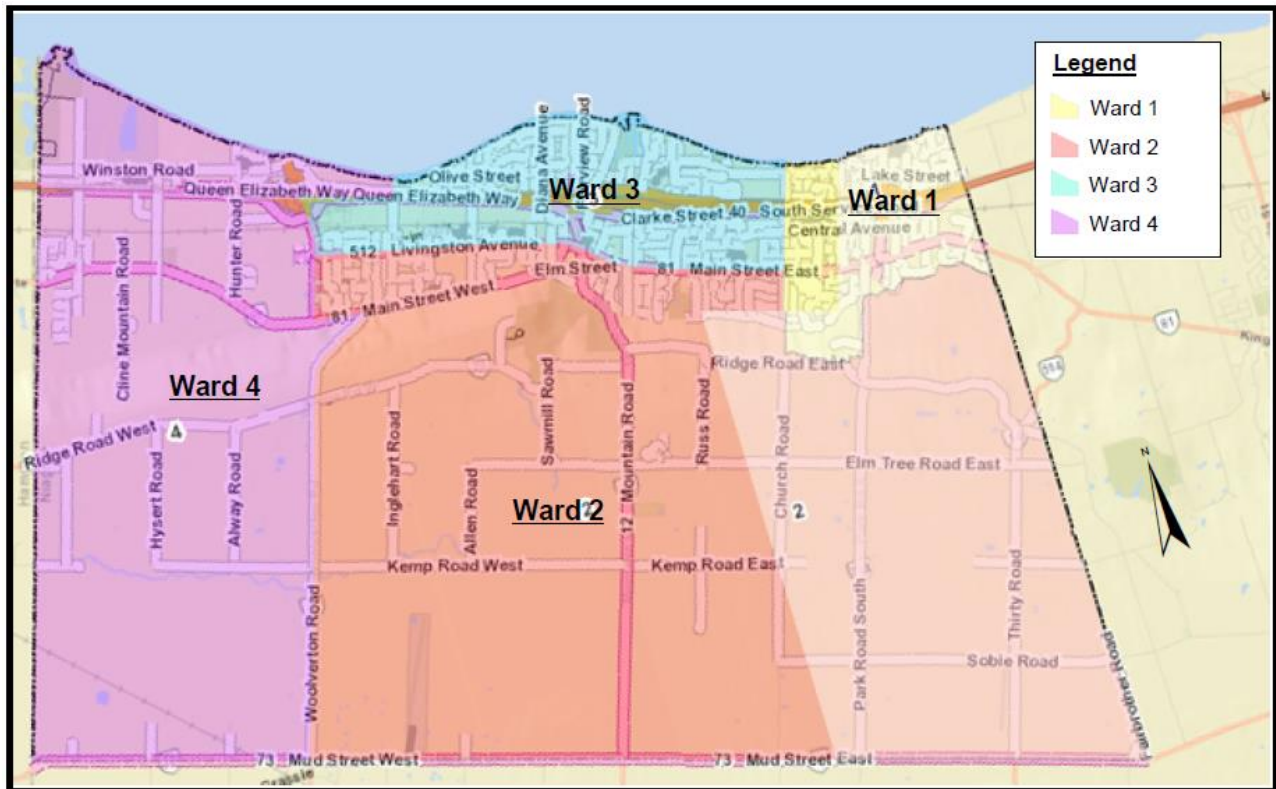 Legend
Ward 1
Ward 2
Ward 3
Ward 4
Diana Avenue
Winston Road
Olive Street
Lake Street
Queen Elizabeth Way
Queen Elizabeth Way
Ward 3
Ward 1
Clarke Street
40
South
Central Avenue
Hunter Road
512
Livingston Avenue
Elm Street
81
Main Street East
Cline Mountain Road
81
Main Street West
81
Ridge Road East
Ward 4
4
Ridge Road West
Sawmill Road
Russ Road
Elm Tree Road East
Inglehart Road
Church Road
N
Hysert Road
Alway Road
Allen Road
Ward 2
2
2
12
Mountain Road
Kemp Road West
Kemp Road East
Woolverton Road
Park Road South
Thirty Road
Sobie Road
Fairbrother Road
73
Mud Street West
73
Mud Street East